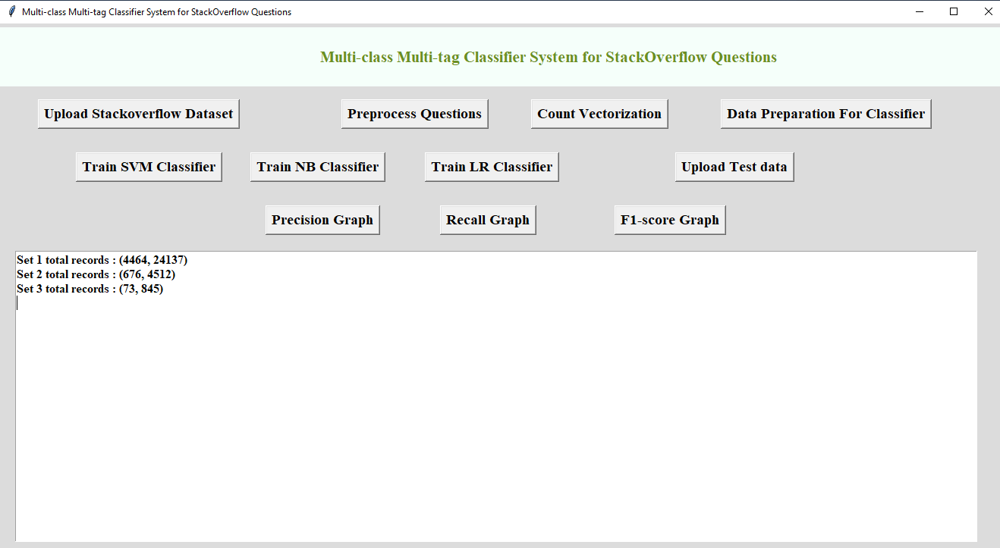 Multi-class Multi-tag Classifier System for StackOverflow Questions
Multi-class Multi-tag Classifier System for StackOverflow Questions
Upload Stackoverflow Dataset
Preprocess Questions
Count Vectorization
Data Preparation For Classifier
Train SVM Classifier
Train NB Classifier
Train LR Classifier
Upload Test data
Precision Graph
Recall Graph
F1-score Graph
Set 1 total records : (4464, 24137)
Set 2 total records : (676, 4512)
Set 3 total records : (73, 845)